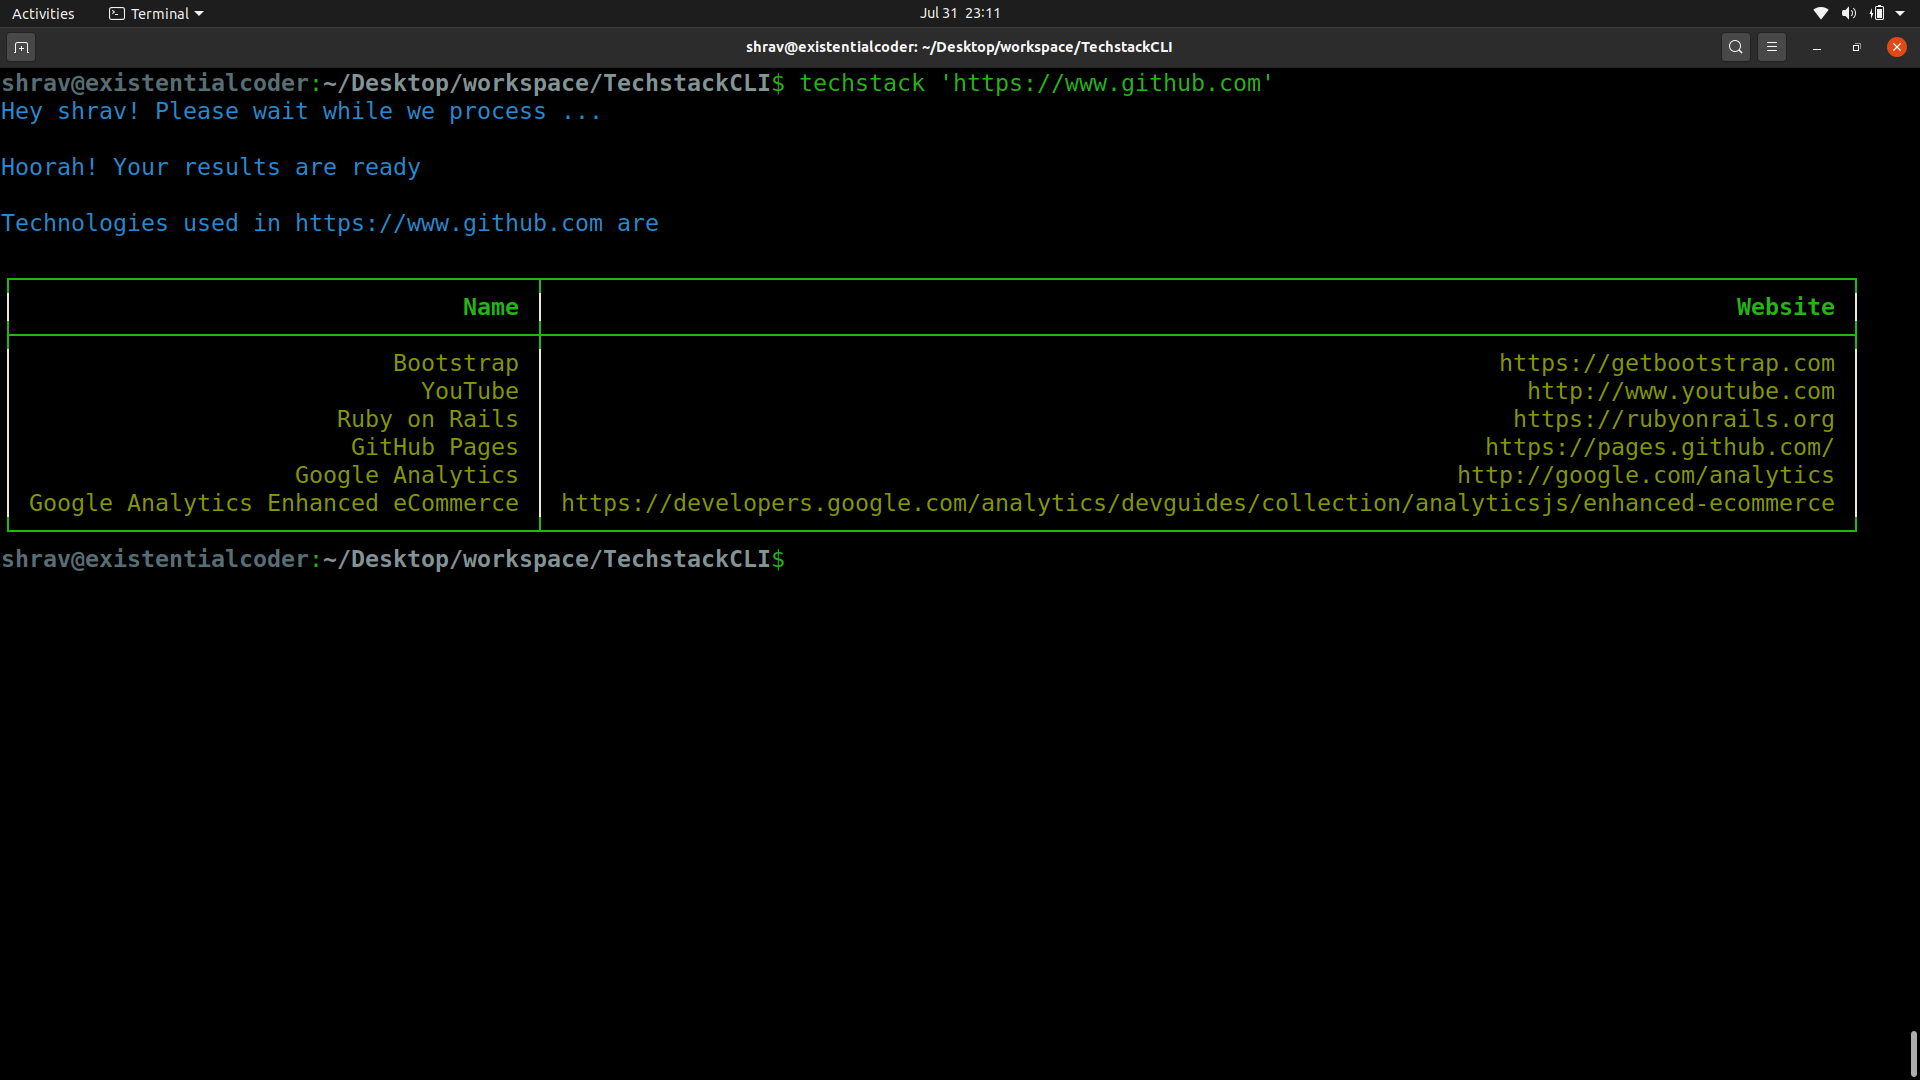 Activities Terminal Jul 31 23:11
shrav@existentialcoder: ~/Desktop/workspace/TechstackCLI
shrav@existentialcoder:~/Desktop/workspace/TechstackCLI$ techstack 'https://www.github.com'
Hey shrav! Please wait while we process ...
Hoorah! Your results are ready
Technologies used in https://www.github.com are
Name Website
Bootstrap https://getbootstrap.com
YouTube http://www.youtube.com
Ruby on Rails https://rubyonrails.org
GitHub Pages https://pages.github.com/
Google Analytics http://google.com/analytics
Google Analytics Enhanced eCommerce https://developers.google.com/analytics/devguides/collection/analyticsjs/enhanced-ecommerce
shrav@existentialcoder:~/Desktop/workspace/TechstackCLI$